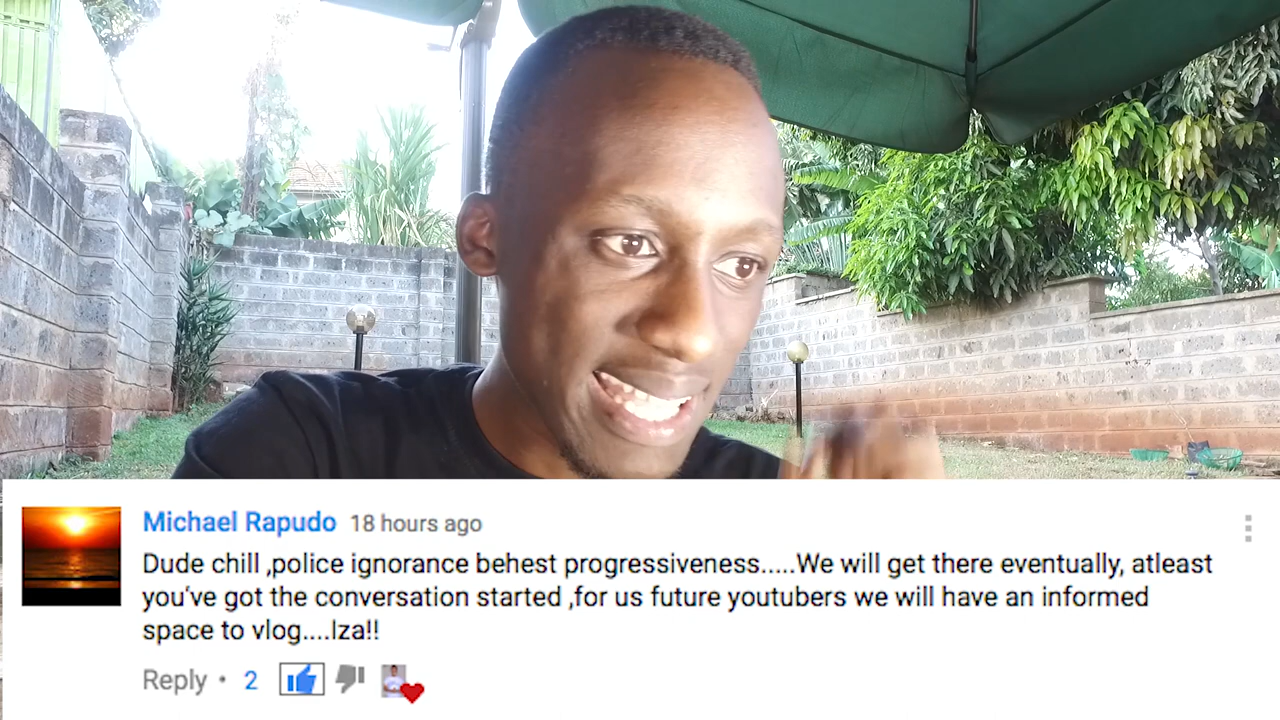 Michael Rapudo 18 hours ago
Dude chill ,police ignorance behest progressiveness.....We will get there eventually, atleast
you've got the conversation started ,for us future youtubers we will have an informed
space to vlog....Iza!!
Reply • 2